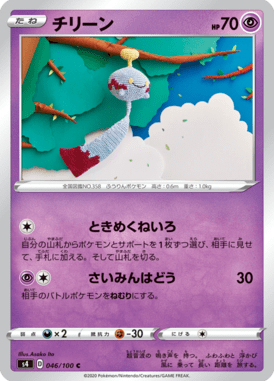 たね チリーン HP70
全国図鑑NO.358 ふうりんポケモン 高さ:0.6m 重さ:1.0kg
ときめくねいろ
自分の山札からポケモンとサポートを1枚ずつ選び、相手に見せ
て、手札に加える。そして山札を切る。
さいみんはどう 30
相手のバトルポケモンをねむりにする。
弱点 ×2 抵抗力 -30 にげる
Illus. Asako Ito
s4 D 046/100 C
©2020 Pokémon/Nintendo/Creatures/GAME FREAK.